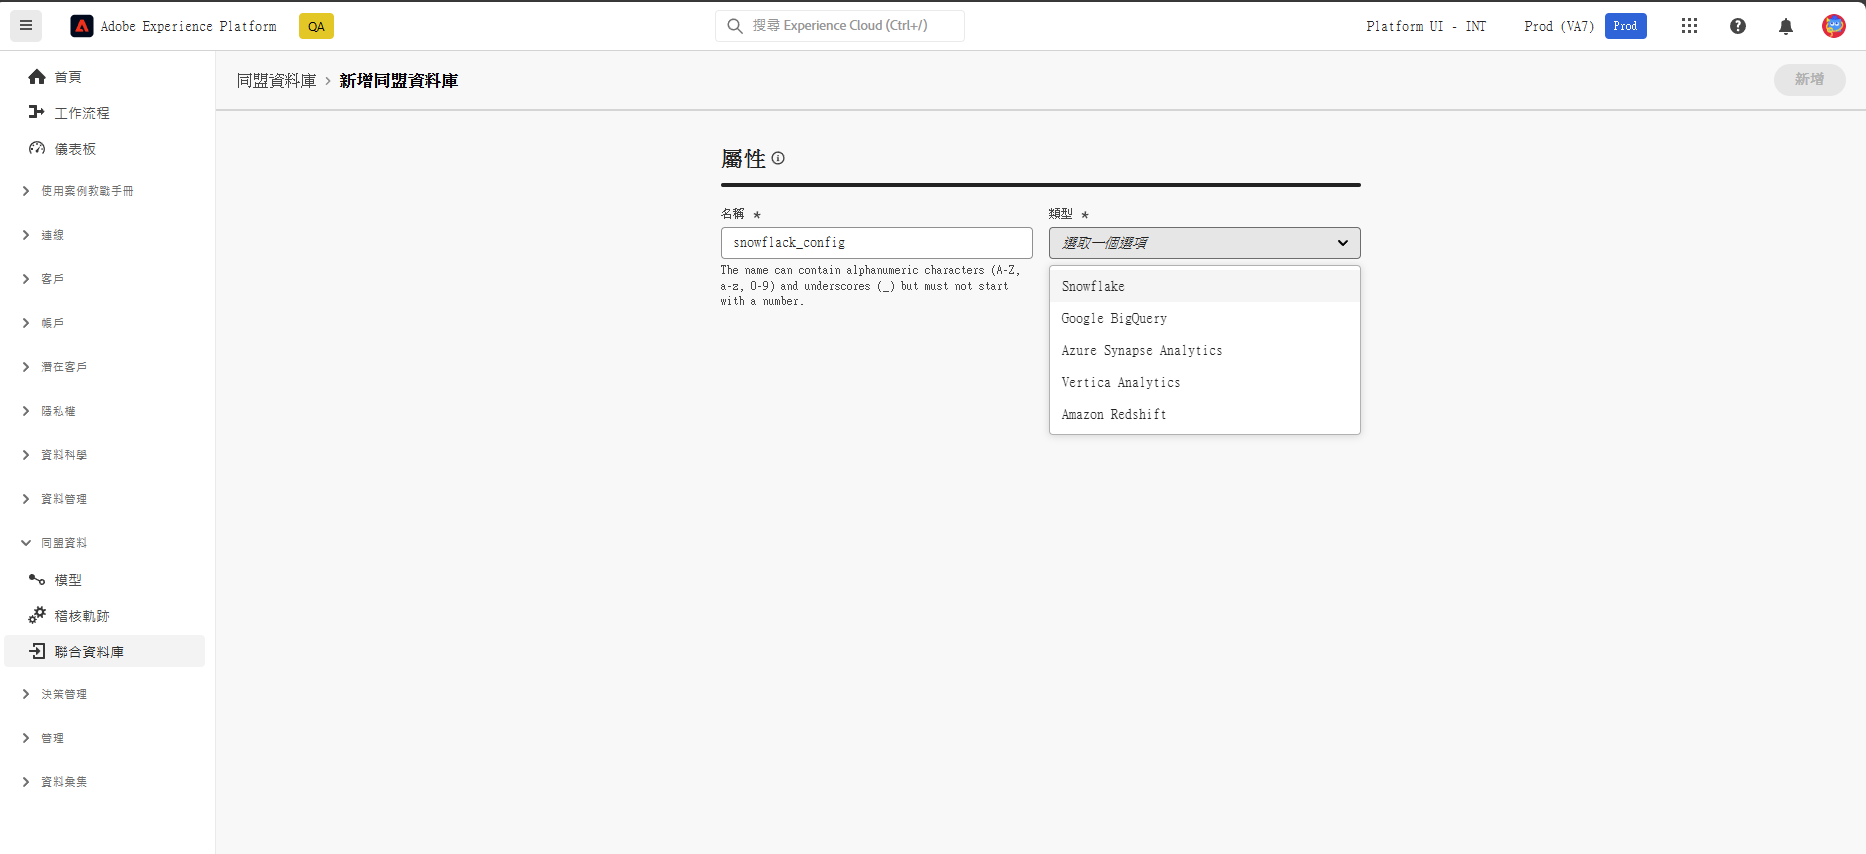 Adobe Experience Platform
QA
搜尋 Experience Cloud (Ctrl+/)
Platform UI - INT
Prod (VA7)
Prod
首頁
工作流程
儀表板
使用案例教戰手冊
連線
客戶
帳戶
潛在客戶
隱私權
資料科學
資料管理
同盟資料
模型
稽核軌跡
聯合資料庫
決策管理
管理
資料彙集
同盟資料庫 › 新增同盟資料庫
新增
屬性
名稱 *
snowflack_config
The name can contain alphanumeric characters (A-Z,
a-z, 0-9) and underscores (_) but must not start
with a number.
類型 *
選取一個選項
Snowflake
Google BigQuery
Azure Synapse Analytics
Vertica Analytics
Amazon Redshift